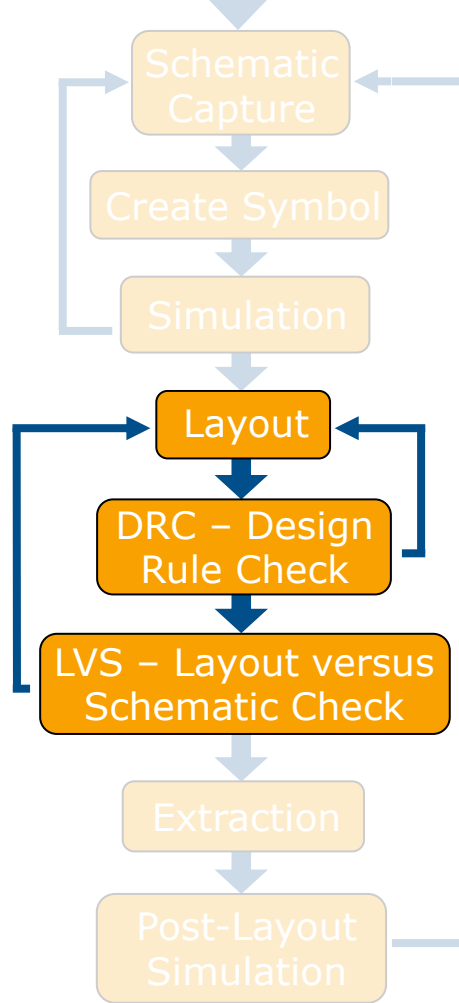 Schematic
Capture
Create Symbol
Simulation
Layout
DRC – Design
Rule Check
LVS – Layout versus
Schematic Check
Extraction
Post-Layout
Simulation